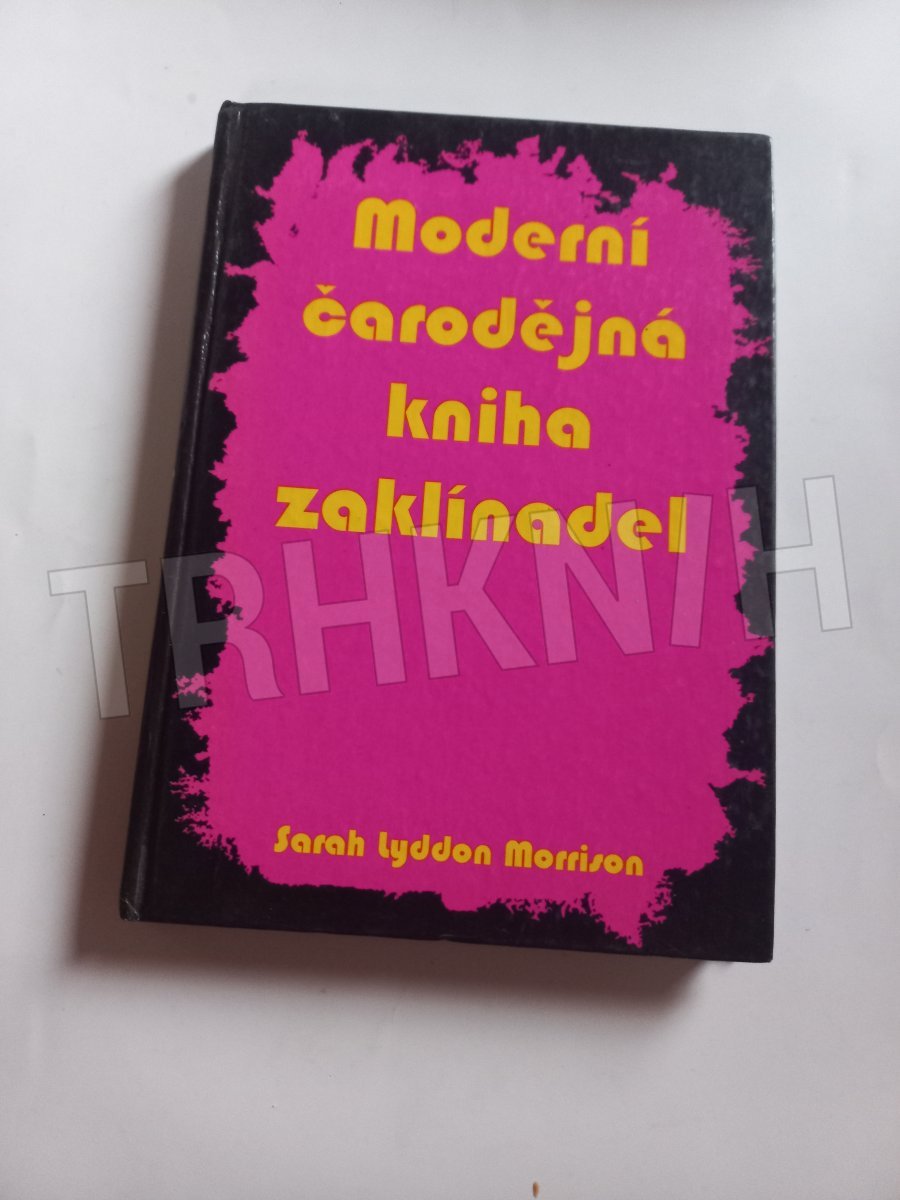 Moderní
čarodějná
kniha
zaklínadel
TRHKNIH
Sarah Lyddon Morrison